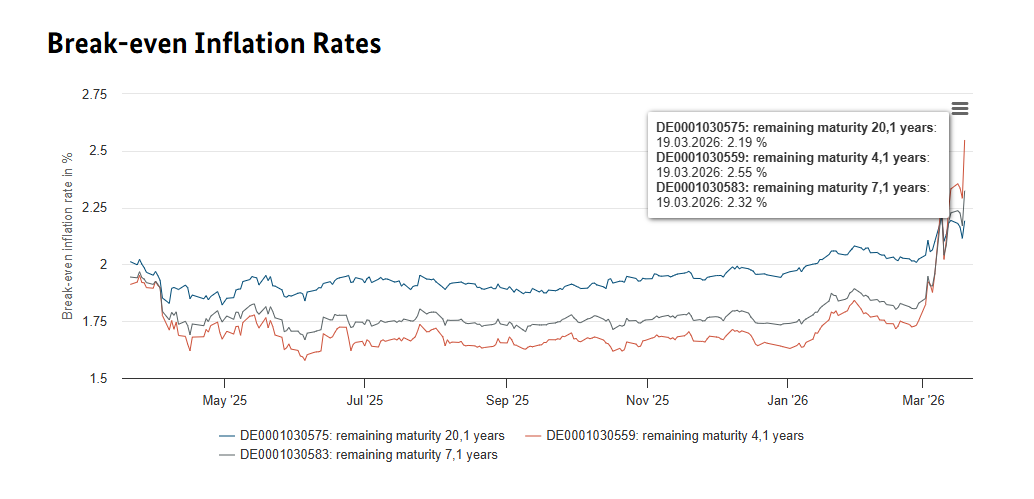 Break-even Inflation Rates
2.75
2.5
2.25
2
1.75
1.5
Break-even inflation rate in %
DE0001030575: remaining maturity 20,1 years:
19.03.2026: 2.19 %
DE0001030559: remaining maturity 4,1 years:
19.03.2026: 2.55 %
DE0001030583: remaining maturity 7,1 years:
19.03.2026: 2.32 %
May '25 Jul '25 Sep '25 Nov '25 Jan '26 Mar '26
DE0001030575: remaining maturity 20,1 years DE0001030559: remaining maturity 4,1 years
DE0001030583: remaining maturity 7,1 years